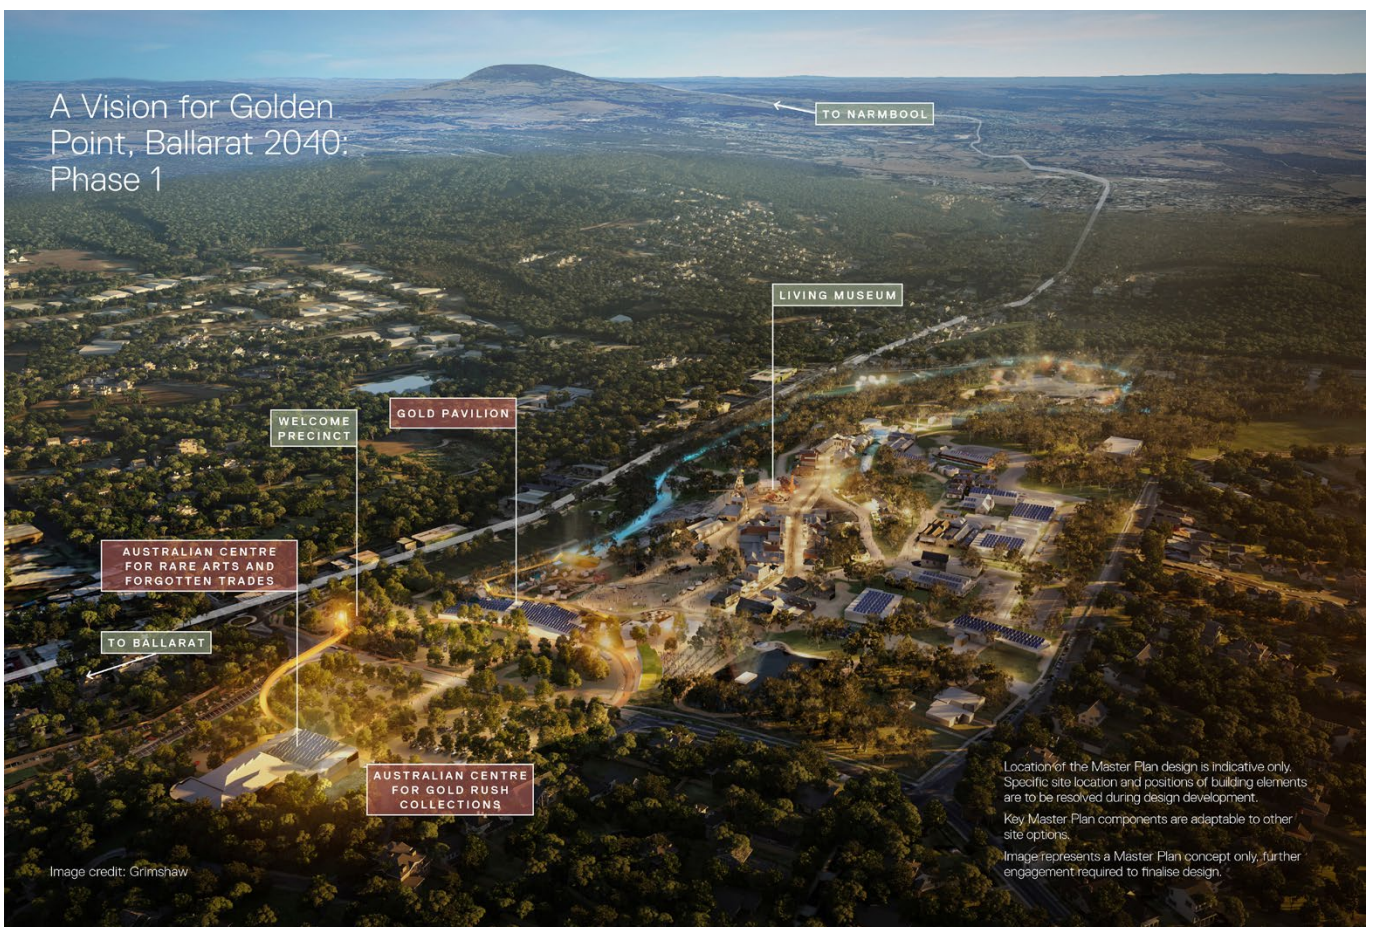 A Vision for Golden
Point, Ballarat 2040:
Phase 1
TO NARMBOOL
LIVING MUSEUM
GOLD PAVILION
WELCOME
PRECINCT
AUSTRALIAN CENTRE
FOR RARE ARTS AND
FORGOTTEN TRADES
TO BALLARAT
AUSTRALIAN CENTRE
FOR GOLD RUSH
COLLECTIONS
Location of the Master Plan design is indicative only.
Specific site location and positions of building elements
are to be resolved during design development.
Key Master Plan components are adaptable to other
site options.
Image represents a Master Plan concept only, further
engagement required to finalise design.
Image credit: Grimshaw